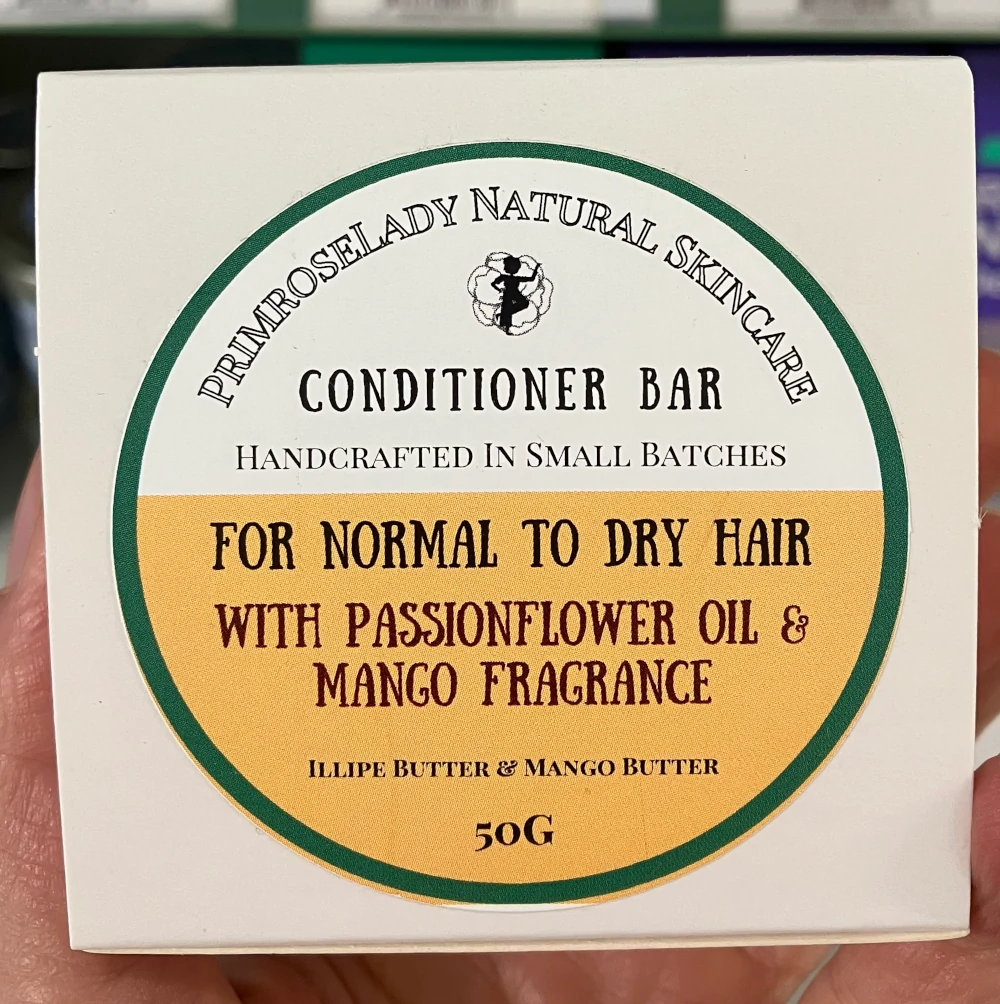 PRIMROSELADY NATURAL SKINCARE
CONDITIONER BAR
HANDCRAFTED IN SMALL BATCHES
FOR NORMAL TO DRY HAIR
WITH PASSIONFLOWER OIL &
MANGO FRAGRANCE
ILLIPE BUTTER & MANGO BUTTER
50G